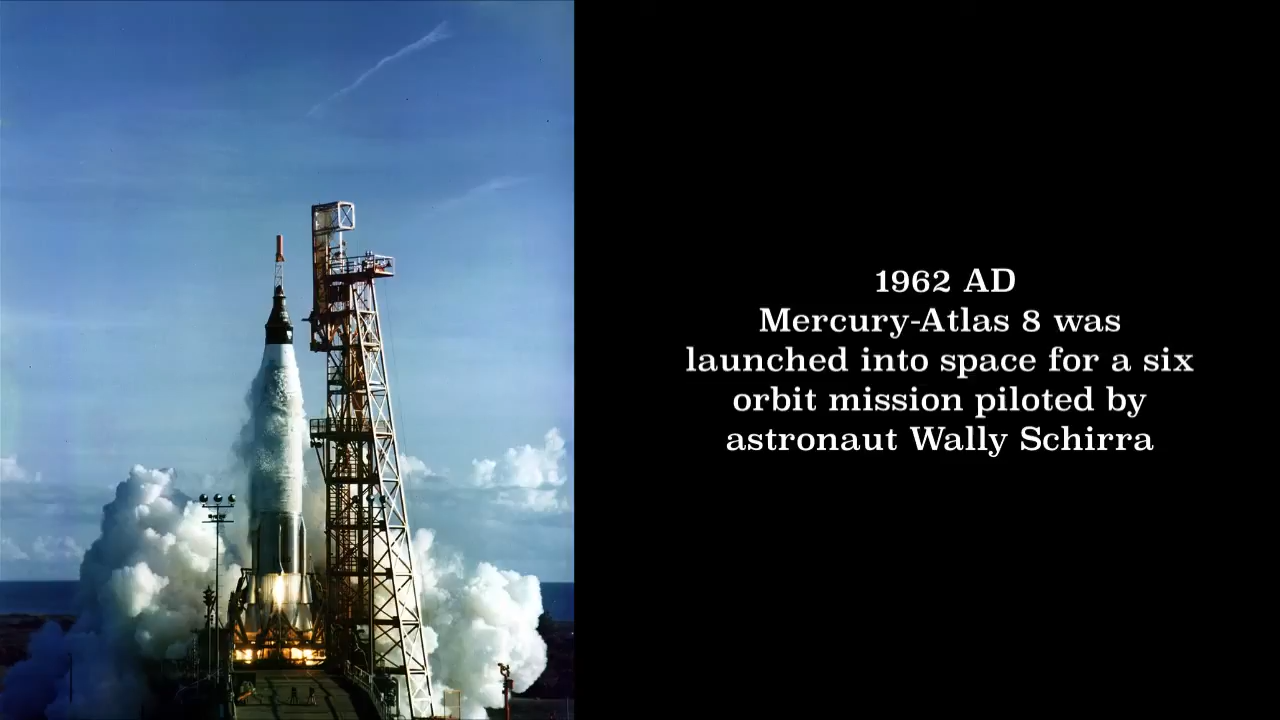 1962 AD
Mercury-Atlas 8 was
launched into space for a six
orbit mission piloted by
astronaut Wally Schirra